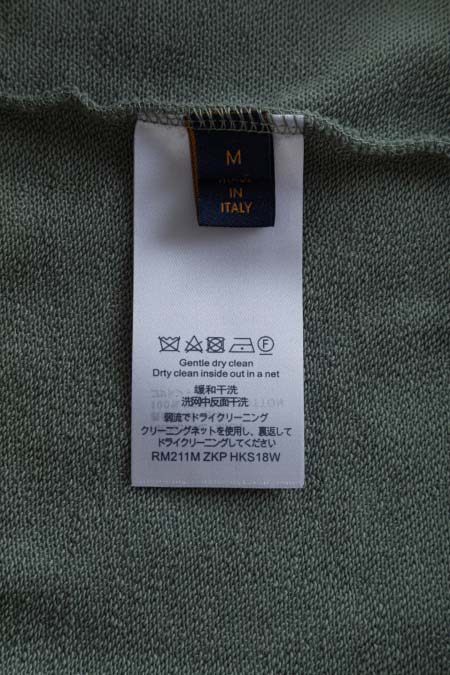 M
MADE
IN
ITALY
Gentle dry clean
Drty clean inside out in a net
缓和干洗
洗网中反面干洗
弱流でドライクリーニング
クリーニングネットを使用し、裏返して
ドライクリーニングしてください
RM211M ZKP HKS18W